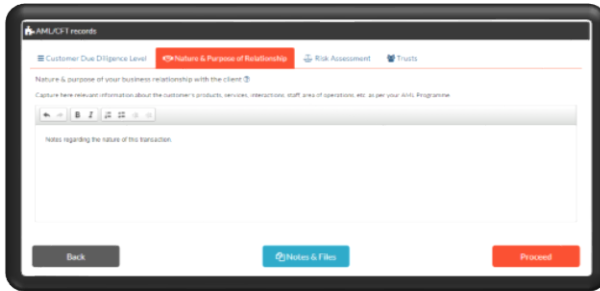 AML/CFT records
Customer Due Diligence Level Nature & Purpose of Relationship Risk Assessment Trusts
Nature & purpose of your business relationship with the client
Capture here relevant information about the customer's products, services, interactions, staff area of operations, etc. as per your AML Programme
B I
Notes regarding the nature of this transaction.
Back Notes & Files Proceed